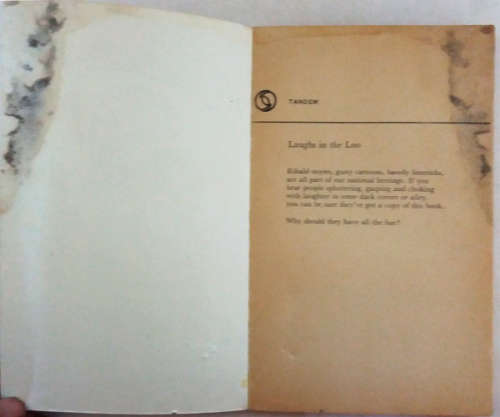 TANDEM
Laughs in the Loo
Ribald stories, gusty cartoons, bawdy limericks,
are all part of our national heritage. If you
hear people spluttering, gasping and choking
with laughter in some dark corner or alley,
you can be sure they've got a copy of this book.
Why should they have all the fun?